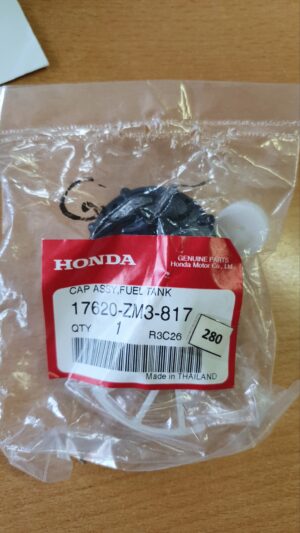 HONDA
GENUINE PARTS
Honda Motor Co., Ltd.
CAP ASSY,FUEL TANK
17620-ZM3-817
QTY 1 R3C26
280
Made in THAILAND